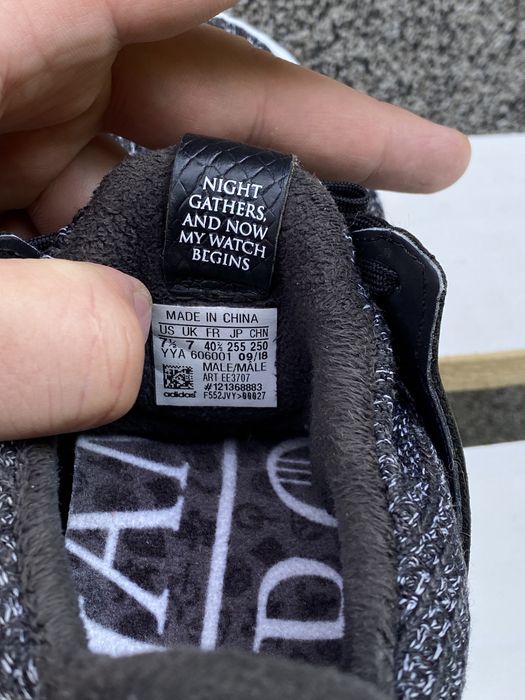 NIGHT
GATHERS,
AND NOW
MY WATCH
BEGINS
MADE IN CHINA
US UK FR JP CHN
7½ 7 40⅔ 255 250
YYA 606001 09/18
MALE/MÂLE
ART EE3707
#121368883
adidas® F552JVY>00027